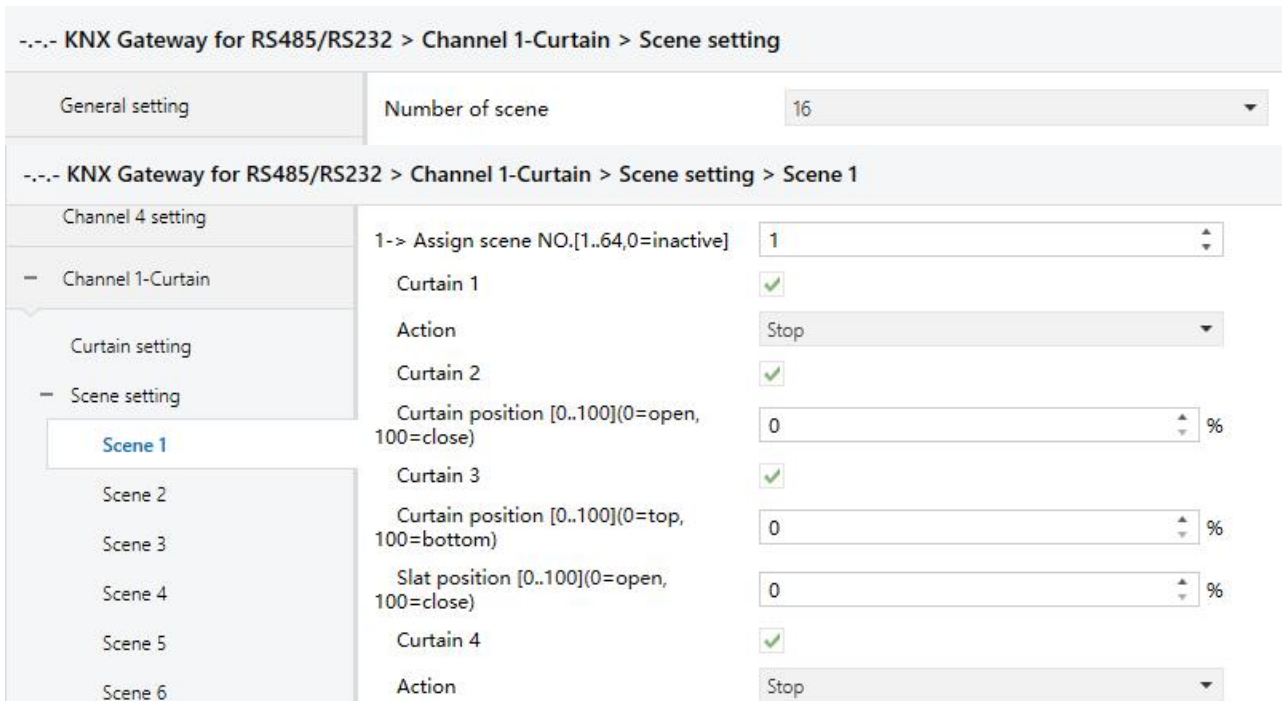 -.-.- KNX Gateway for RS485/RS232 > Channel 1-Curtain > Scene setting
General setting
Number of scene
16
-.-.- KNX Gateway for RS485/RS232 > Channel 1-Curtain > Scene setting > Scene 1
Channel 4 setting
Channel 1-Curtain
Curtain setting
Scene setting
Scene 1
Scene 2
Scene 3
Scene 4
Scene 5
Scene 6
1-> Assign scene NO.[1..64,0=inactive]
1
Curtain 1
Action
Stop
Curtain 2
Curtain position [0..100](0=open,
100=close)
0
%
Curtain 3
Curtain position [0..100](0=top,
100=bottom)
0
%
Slat position [0..100](0=open,
100=close)
0
%
Curtain 4
Action
Stop